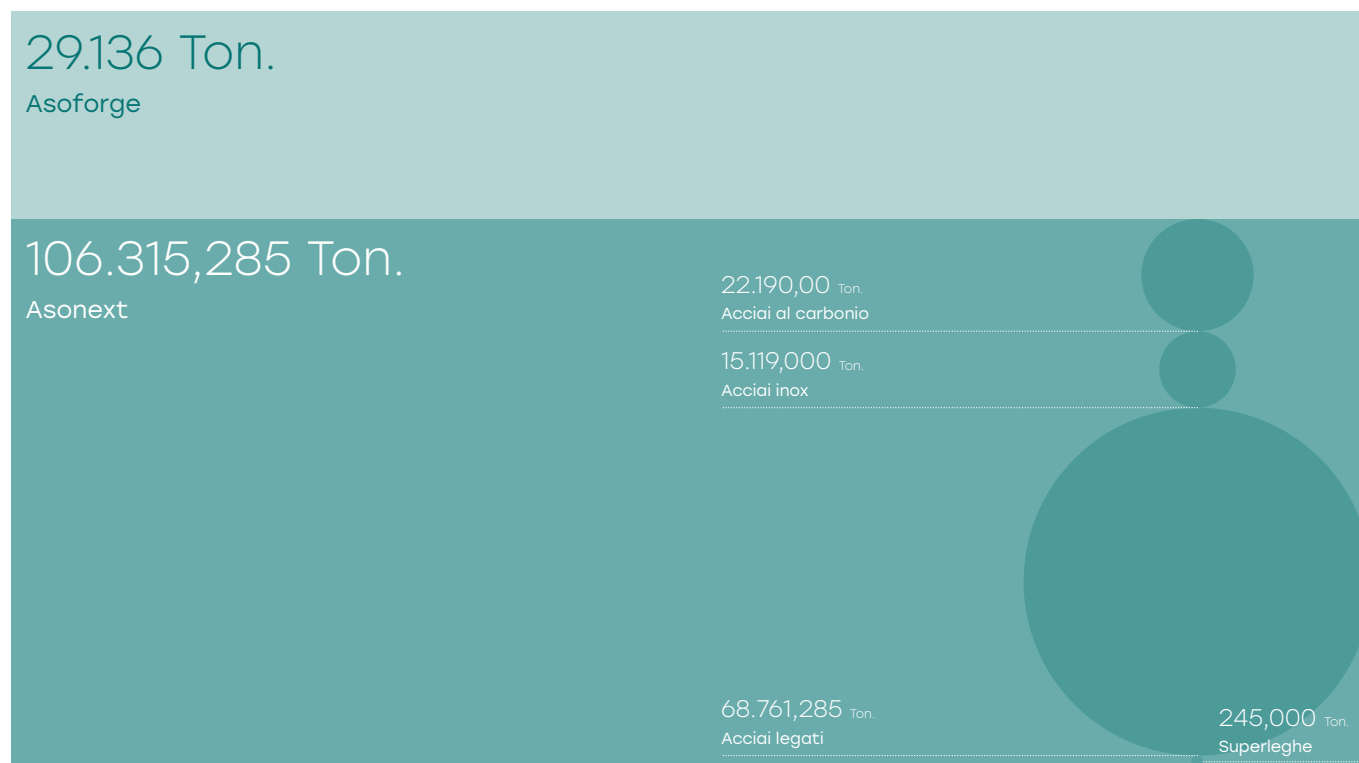 29.136 Ton.
Asoforge
106.315,285 Ton.
Asonext
22.190,00 Ton.
Acciai al carbonio
15.119,000 Ton.
Acciai inox
68.761,285 Ton.
Acciai legati
245,000 Ton.
Superleghe